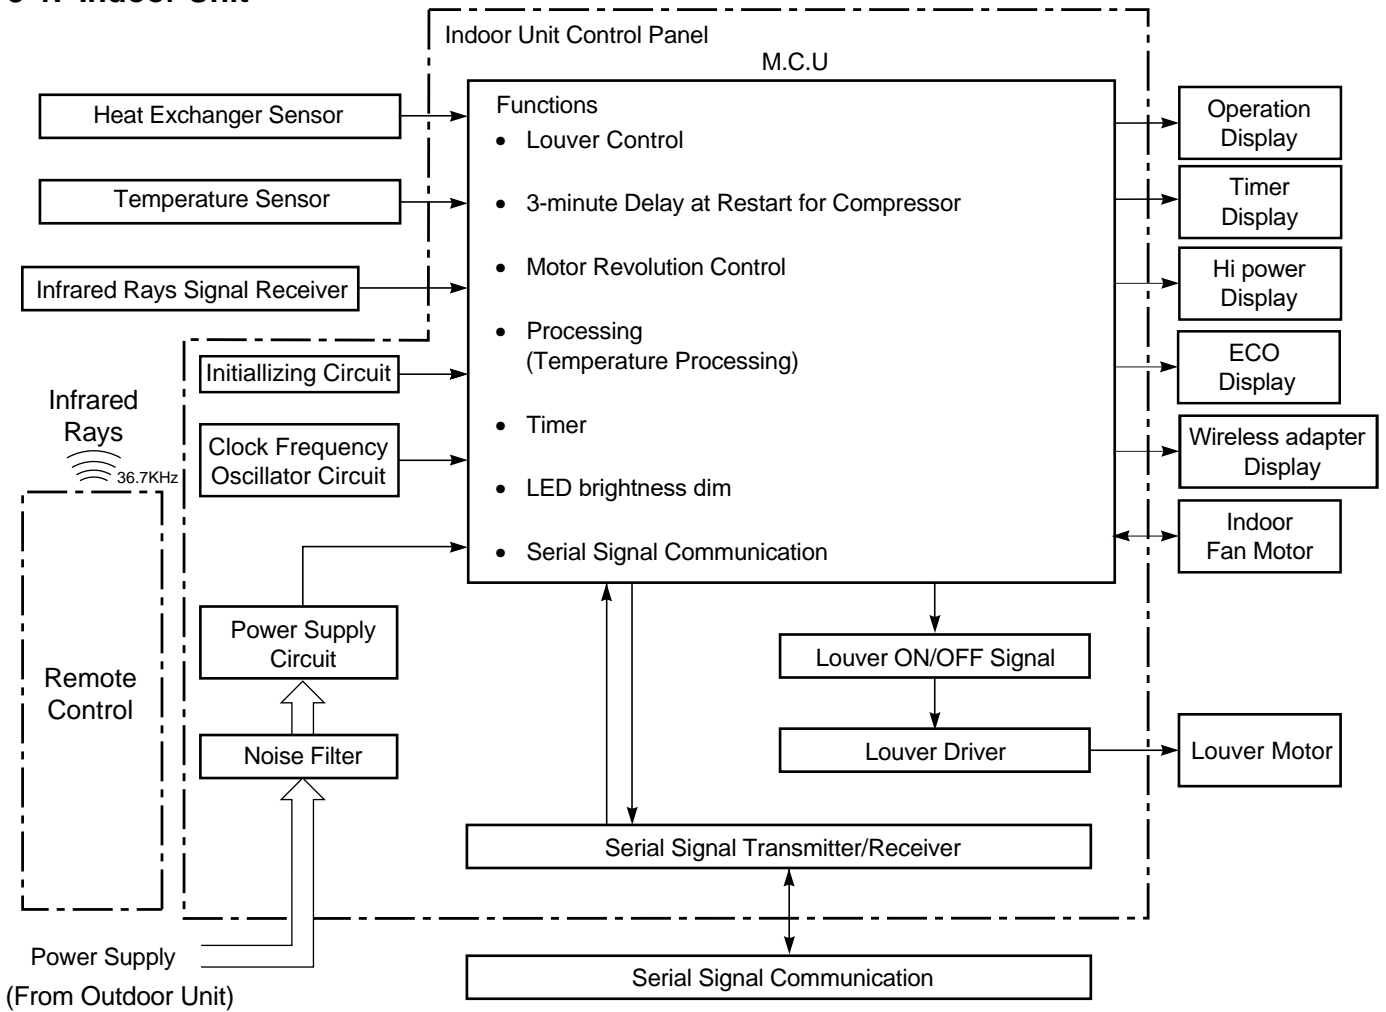 Indoor Unit Control Panel
M.C.U
Functions
• Louver Control
• 3-minute Delay at Restart for Compressor
• Motor Revolution Control
• Processing
(Temperature Processing)
• Timer
• LED brightness dim
• Serial Signal Communication
Heat Exchanger Sensor
Temperature Sensor
Infrared Rays Signal Receiver
Initiallizing Circuit
Clock Frequency
Oscillator Circuit
Power Supply
Circuit
Noise Filter
Infrared
Rays
36.7KHz
Remote
Control
Power Supply
(From Outdoor Unit)
Operation
Display
Timer
Display
Hi power
Display
ECO
Display
Wireless adapter
Display
Indoor
Fan Motor
Louver ON/OFF Signal
Louver Driver
Louver Motor
Serial Signal Transmitter/Receiver
Serial Signal Communication